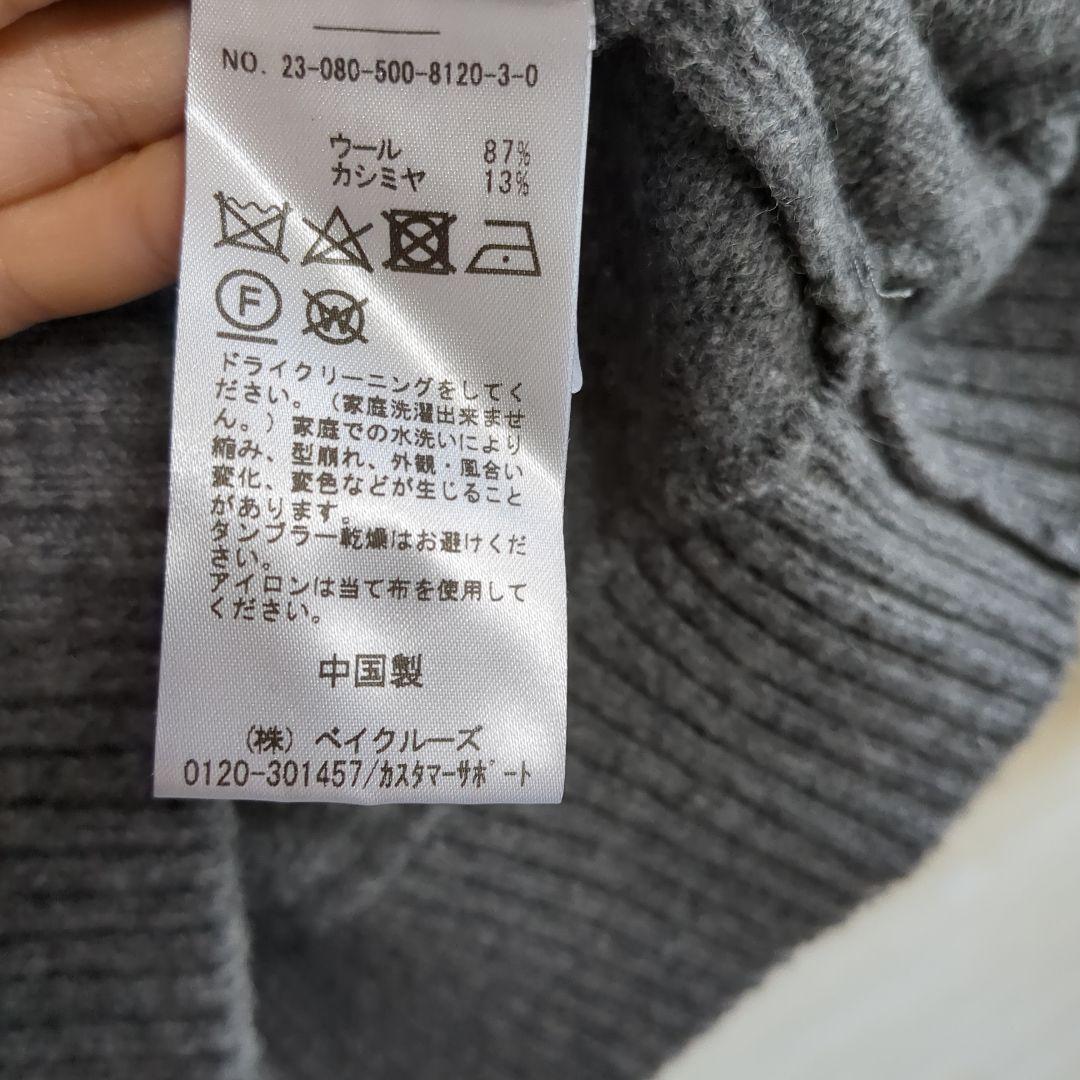 NO. 23-080-500-8120-3-0
ウール 87%
カシミヤ 13%
F
W
ドライクリーニングをしてく
ださい。(家庭洗濯出来ませ
ん。)家庭での水洗いにより
縮み、型崩れ、外観・風合い
変化、変色などが生じること
があります。
タンブラー乾燥はお避けくだ
さい。
アイロンは当て布を使用して
ください。
中国製
(株) ベイクルーズ
0120-301457/カスタマーサポート